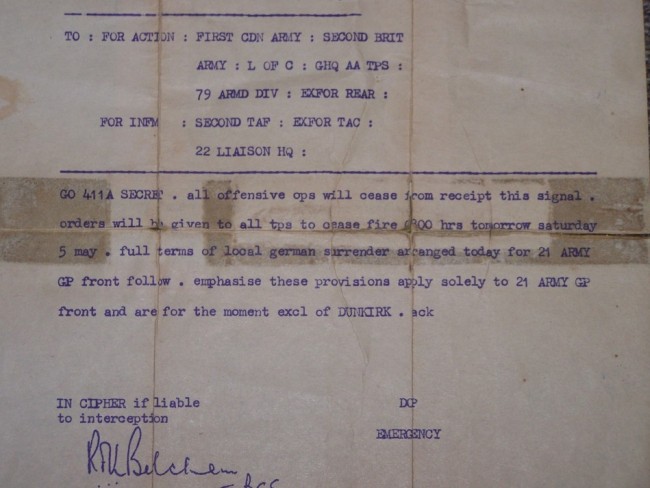 TO : FOR ACTION : FIRST CDN ARMY : SECOND BRIT
ARMY : L OF C : GHQ AA TPS :
79 ARMD DIV : EXFOR REAR :
FOR INFM : SECOND TAF : EXFOR TAC :
22 LIAISON HQ :
GO 411A SECRET . all offensive ops will cease from receipt this signal .
orders will be given to all tps to cease fire 0800 hrs tomorrow saturday
5 may . full terms of local german surrender arranged today for 21 ARMY
GP front follow . emphasise these provisions apply solely to 21 ARMY GP
front and are for the moment excl of DUNKIRK . ack
IN CIPHER if liable
to interception
DOP
EMERGENCY
Belchem
BGS